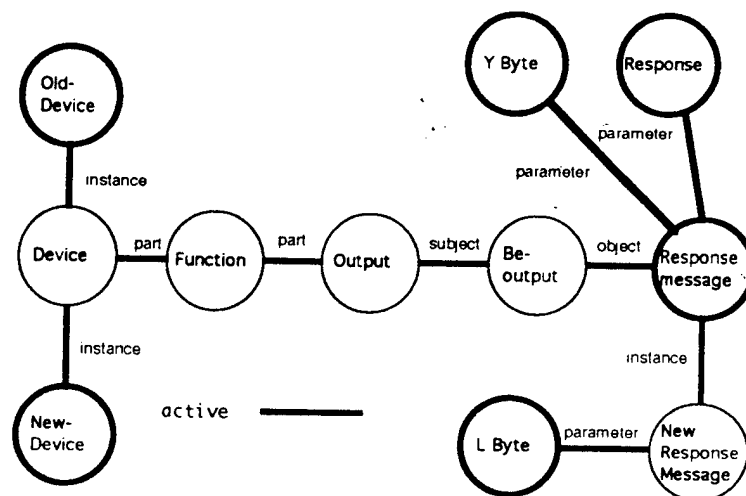 Old-
Device
Y Byte
Response
parameter
parameter
instance
Device
part
Function
part
Output
subject
Be-
output
object
Response
message
instance
instance
New-
Device
active
L Byte
parameter
New
Response
Message